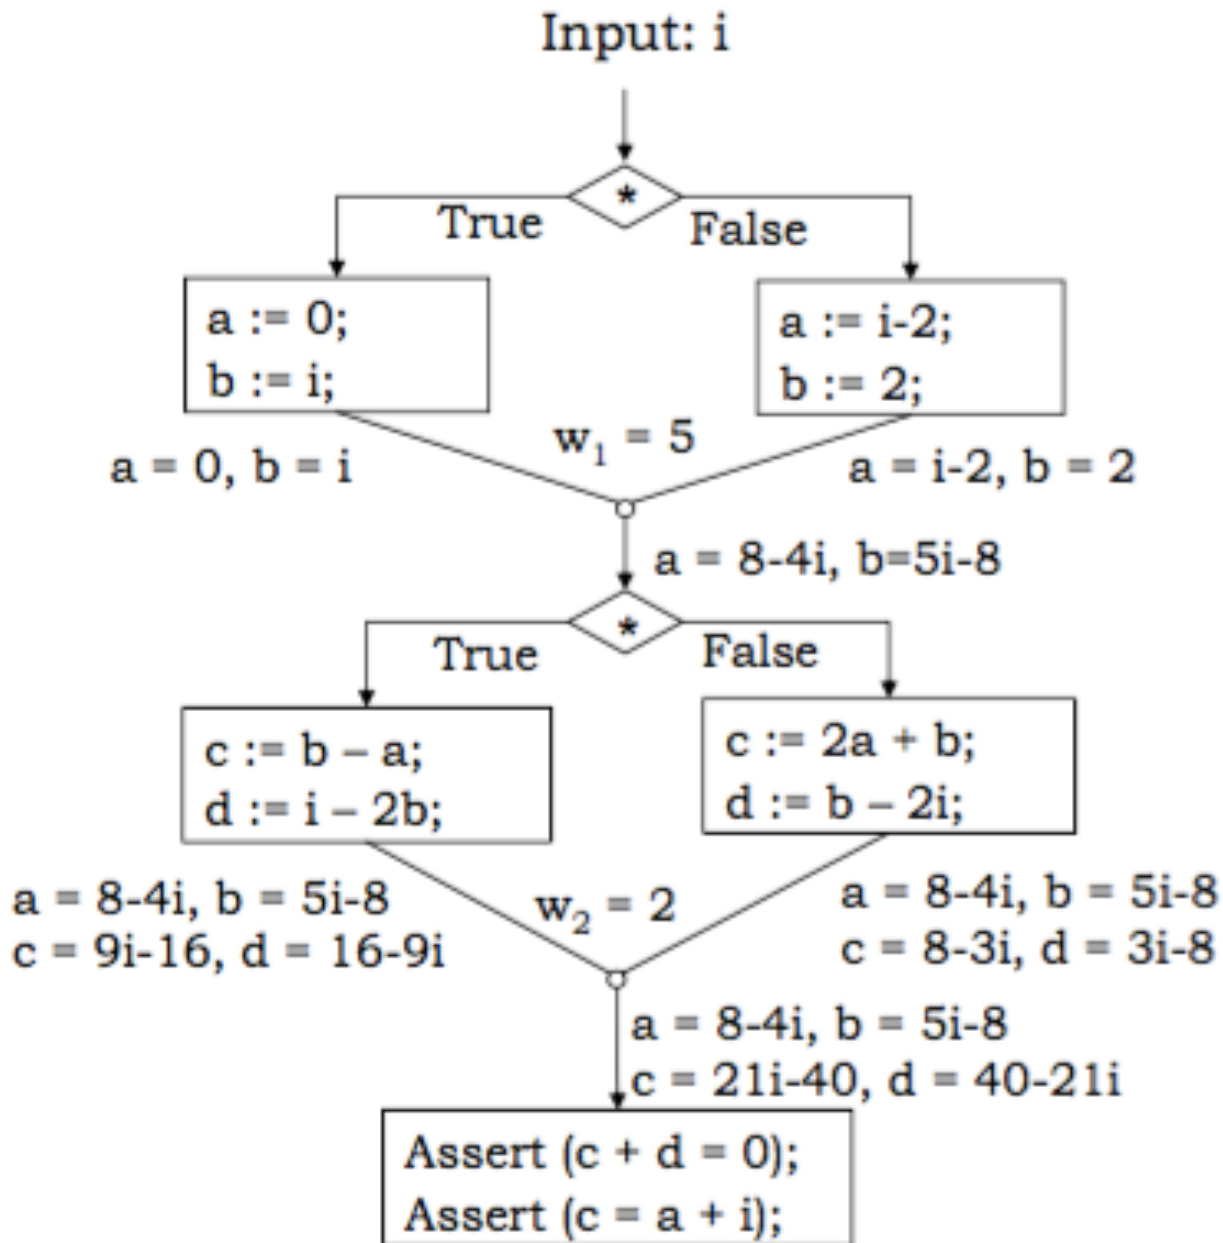 Input: i
*
True
False
a := 0;
b := i;
a := i-2;
b := 2;
w1 = 5
a = 0, b = i
a = i-2, b = 2
a = 8-4i, b=5i-8
*
True
False
c := b – a;
d := i – 2b;
c := 2a + b;
d := b – 2i;
a = 8-4i, b = 5i-8
c = 9i-16, d = 16-9i
w2 = 2
a = 8-4i, b = 5i-8
c = 8-3i, d = 3i-8
a = 8-4i, b = 5i-8
c = 21i-40, d = 40-21i
Assert (c + d = 0);
Assert (c = a + i);